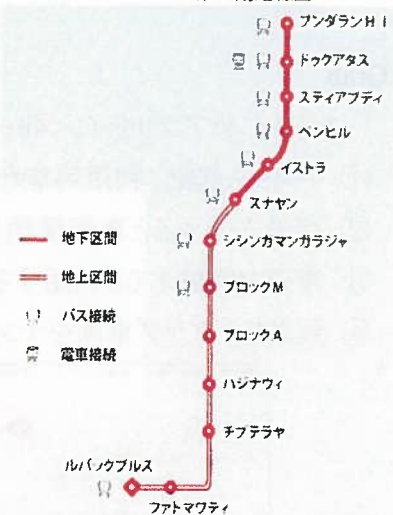 ブンダランHI
ドゥクアタス
スティアブディ
ベンヒル
イストラ
スナヤン
シシンガマンガラジャ
ブロックM
ブロックA
ハジナウィ
チプテラヤ
ルバックブルス
ファトマワティ
地下区間
地上区間
バス接続
電車接続